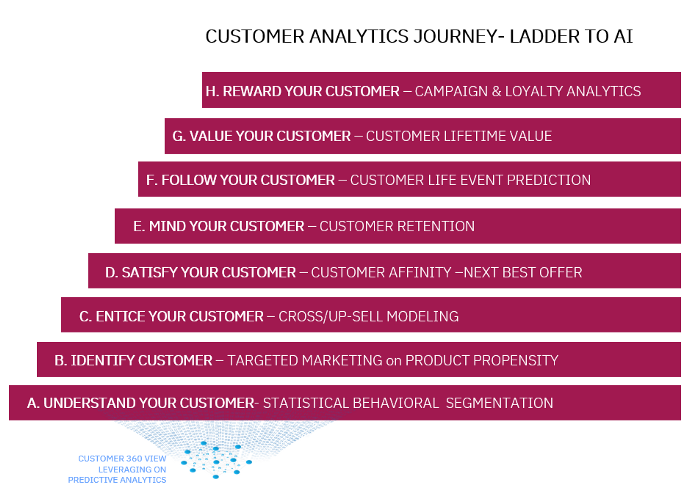 CUSTOMER ANALYTICS JOURNEY- LADDER TO AI
H. REWARD YOUR CUSTOMER – CAMPAIGN & LOYALTY ANALYTICS
G. VALUE YOUR CUSTOMER – CUSTOMER LIFETIME VALUE
F. FOLLOW YOUR CUSTOMER – CUSTOMER LIFE EVENT PREDICTION
E. MIND YOUR CUSTOMER – CUSTOMER RETENTION
D. SATISFY YOUR CUSTOMER – CUSTOMER AFFINITY –NEXT BEST OFFER
C. ENTICE YOUR CUSTOMER – CROSS/UP-SELL MODELING
B. IDENTIFY CUSTOMER – TARGETED MARKETING on PRODUCT PROPENSITY
A. UNDERSTAND YOUR CUSTOMER- STATISTICAL BEHAVIORAL SEGMENTATION
CUSTOMER 360 VIEW
LEVERAGING ON
PREDICTIVE ANALYTICS